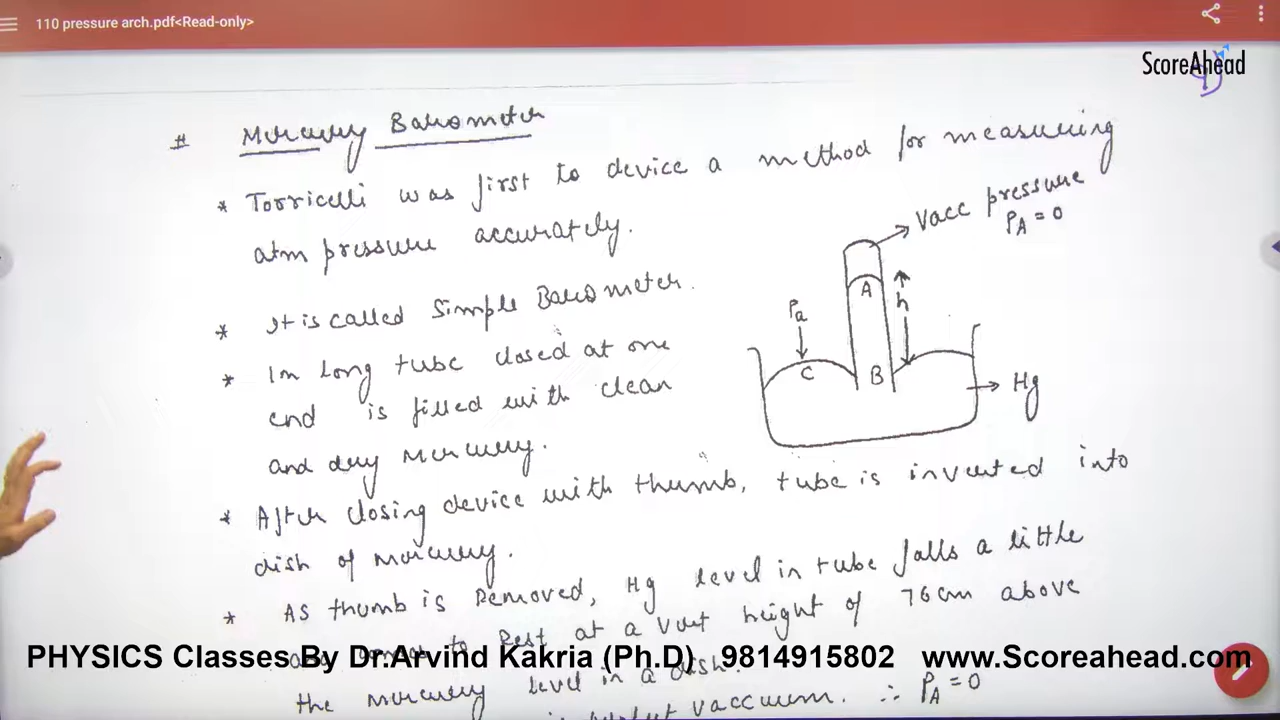 110 pressure arch.pdf<Read-only>
ScoreAhead
# Mercury Barometer
* Torricelli was first to device a method for measuring
atm pressure accurately.
Vacc pressure
PA = 0
* It is called Simple Barometer.
* 1m long tube closed at one
end is filled with clean
and dry Mercury.
A
h
Pa
C
B
Hg
* After closing device with thumb, tube is inverted into
dish of mercury.
* As thumb is removed, Hg level in tube falls a little
Rest at a vert height of 76cm above
the mercury level in a dish.
vaccuum. ∴ PA = 0
PHYSICS Classes By Dr.Arvind Kakria (Ph.D) 9814915802 www.Scoreahead.com